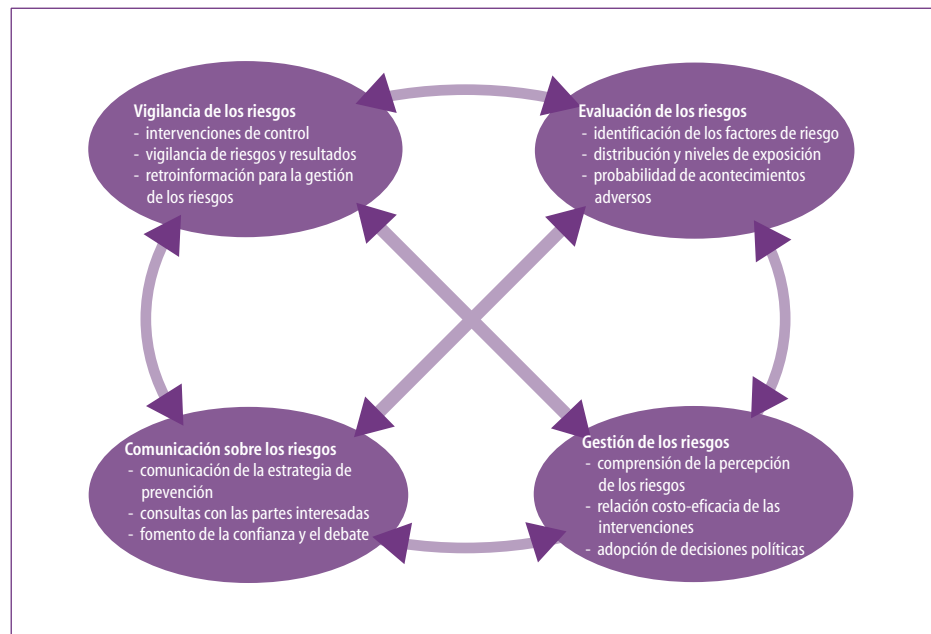 Vigilancia de los riesgos
- intervenciones de control
- vigilancia de riesgos y resultados
- retroinformación para la gestión
de los riesgos
Evaluación de los riesgos
- identificación de los factores de riesgo
- distribución y niveles de exposición
- probabilidad de acontecimientos
adversos
Comunicación sobre los riesgos
- comunicación de la estrategia de
prevención
- consultas con las partes interesadas
- fomento de la confianza y el debate
Gestión de los riesgos
- comprensión de la percepción
de los riesgos
- relación costo-eficacia de las
intervenciones
- adopción de decisiones políticas